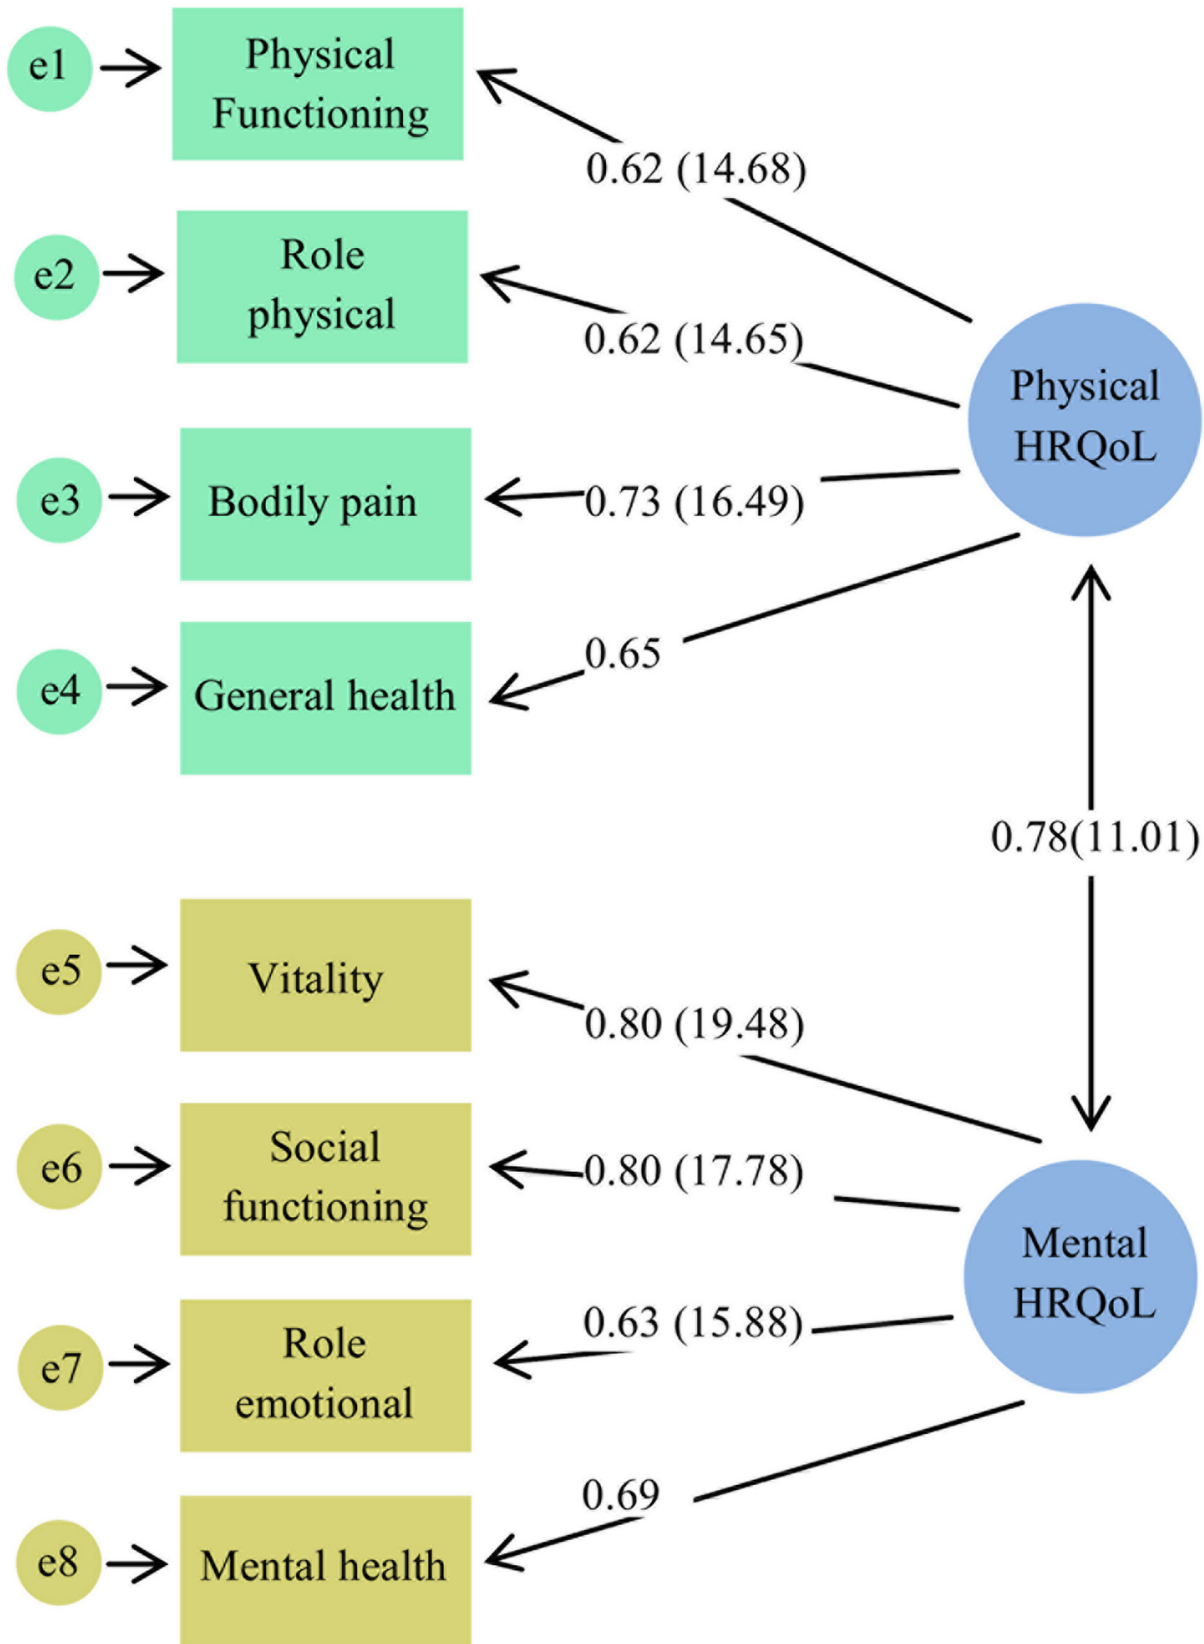 e1
Physical
Functioning
0.62 (14.68)
e2
Role
physical
0.62 (14.65)
Physical
HRQoL
e3
Bodily pain
0.73 (16.49)
e4
General health
0.65
0.78(11.01)
e5
Vitality
0.80 (19.48)
e6
Social
functioning
0.80 (17.78)
Mental
HRQoL
e7
Role
emotional
0.63 (15.88)
e8
Mental health
0.69